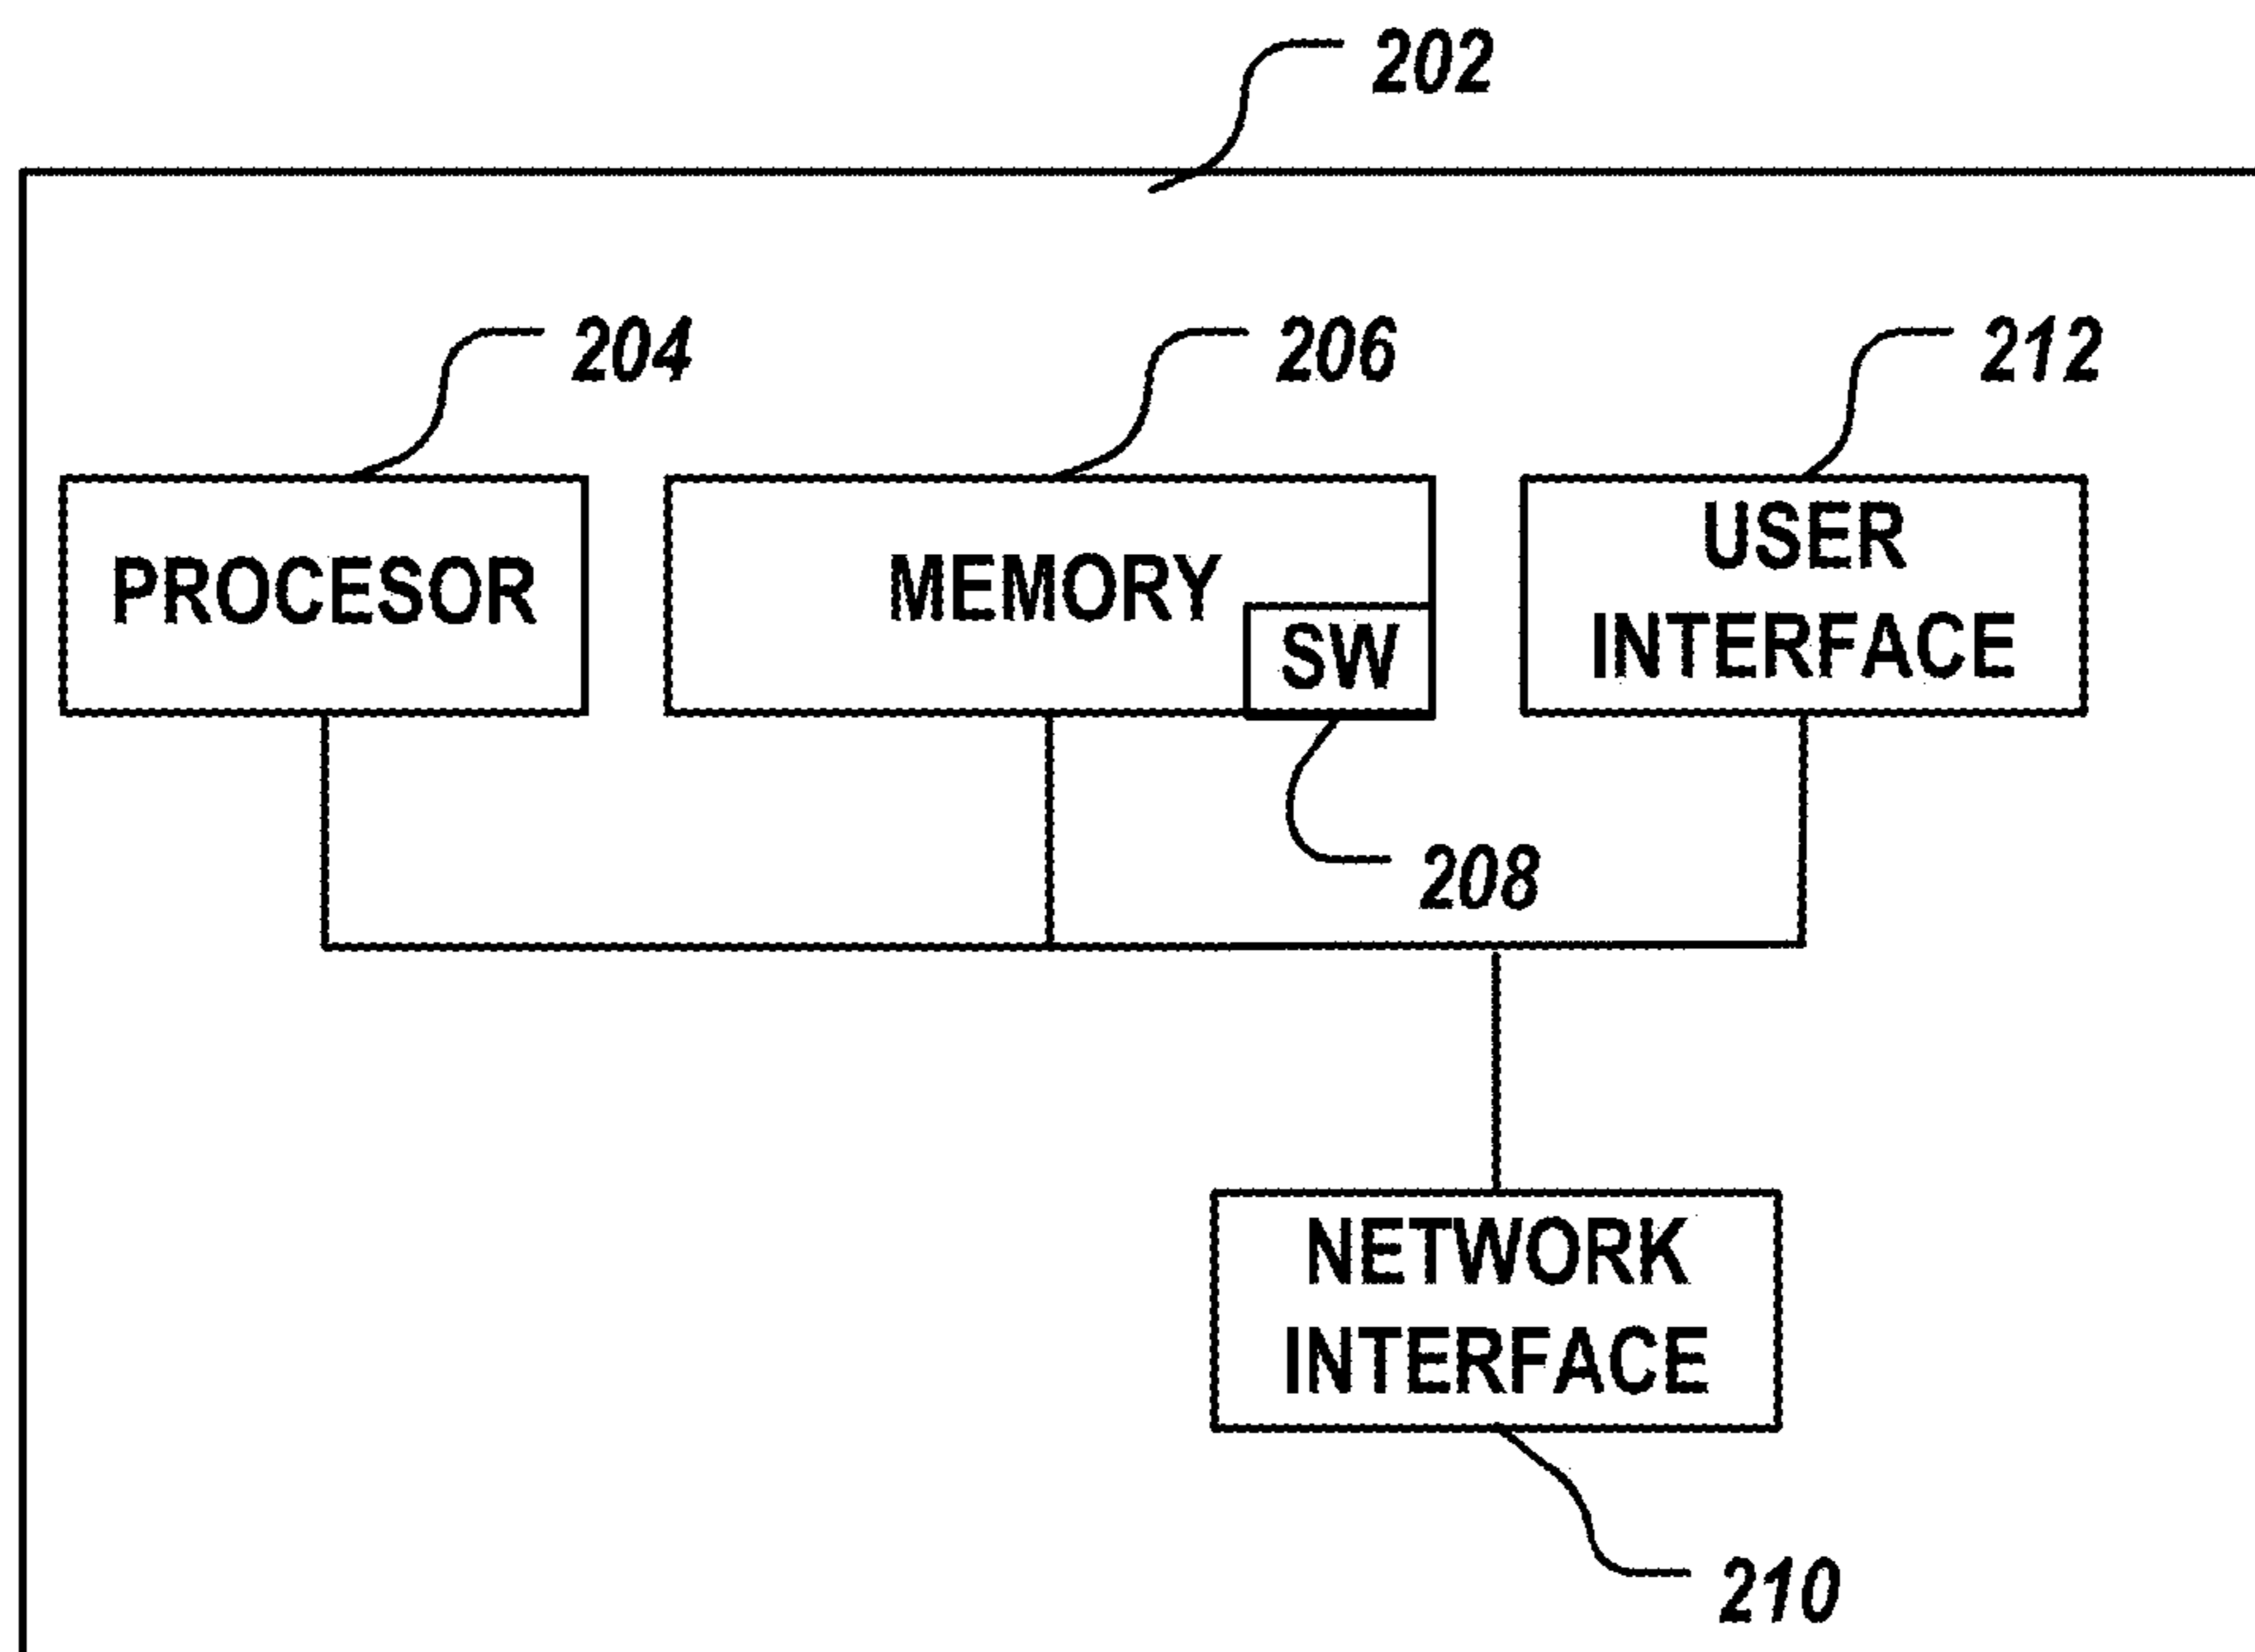 202
204
206
212
PROCESOR
MEMORY
SW
USER
INTERFACE
208
NETWORK
INTERFACE
210